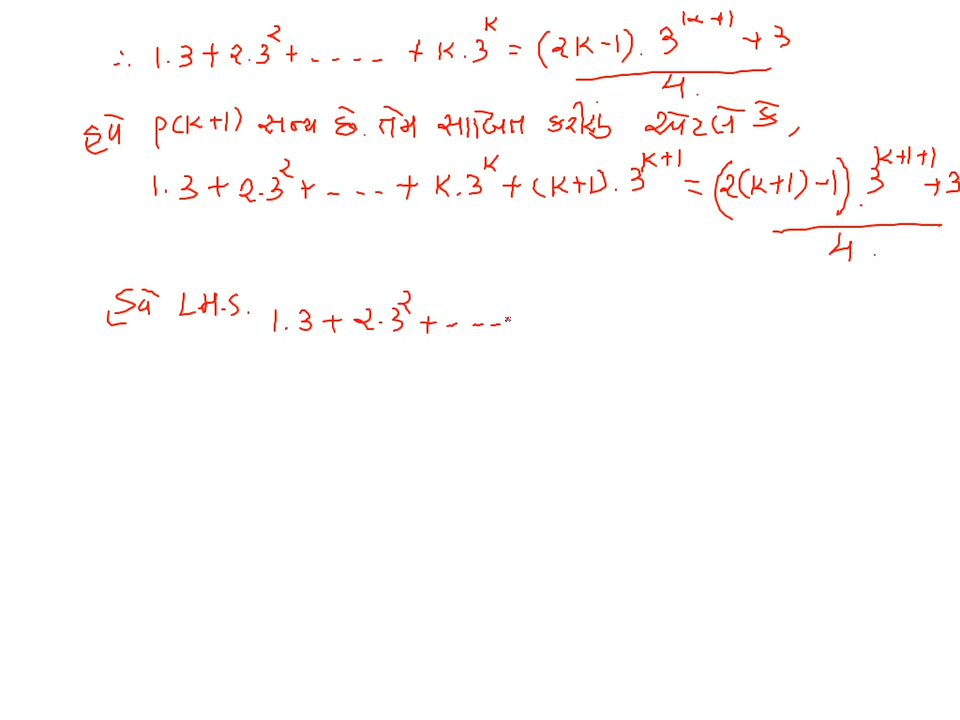 ∴ 1.3 + 2.3² + ..... + K.3^K = (2K-1).3^(K+1) + 3 / 4.
હવે P(K+1) સત્ય છે. તેમ સાબિત કરીશું એટલે કે,
1.3 + 2.3² + ..... + K.3^K + (K+1).3^(K+1) = (2(K+1)-1).3^(K+1+1) + 3 / 4.
હવે L.H.S. 1.3 + 2.3² + ----